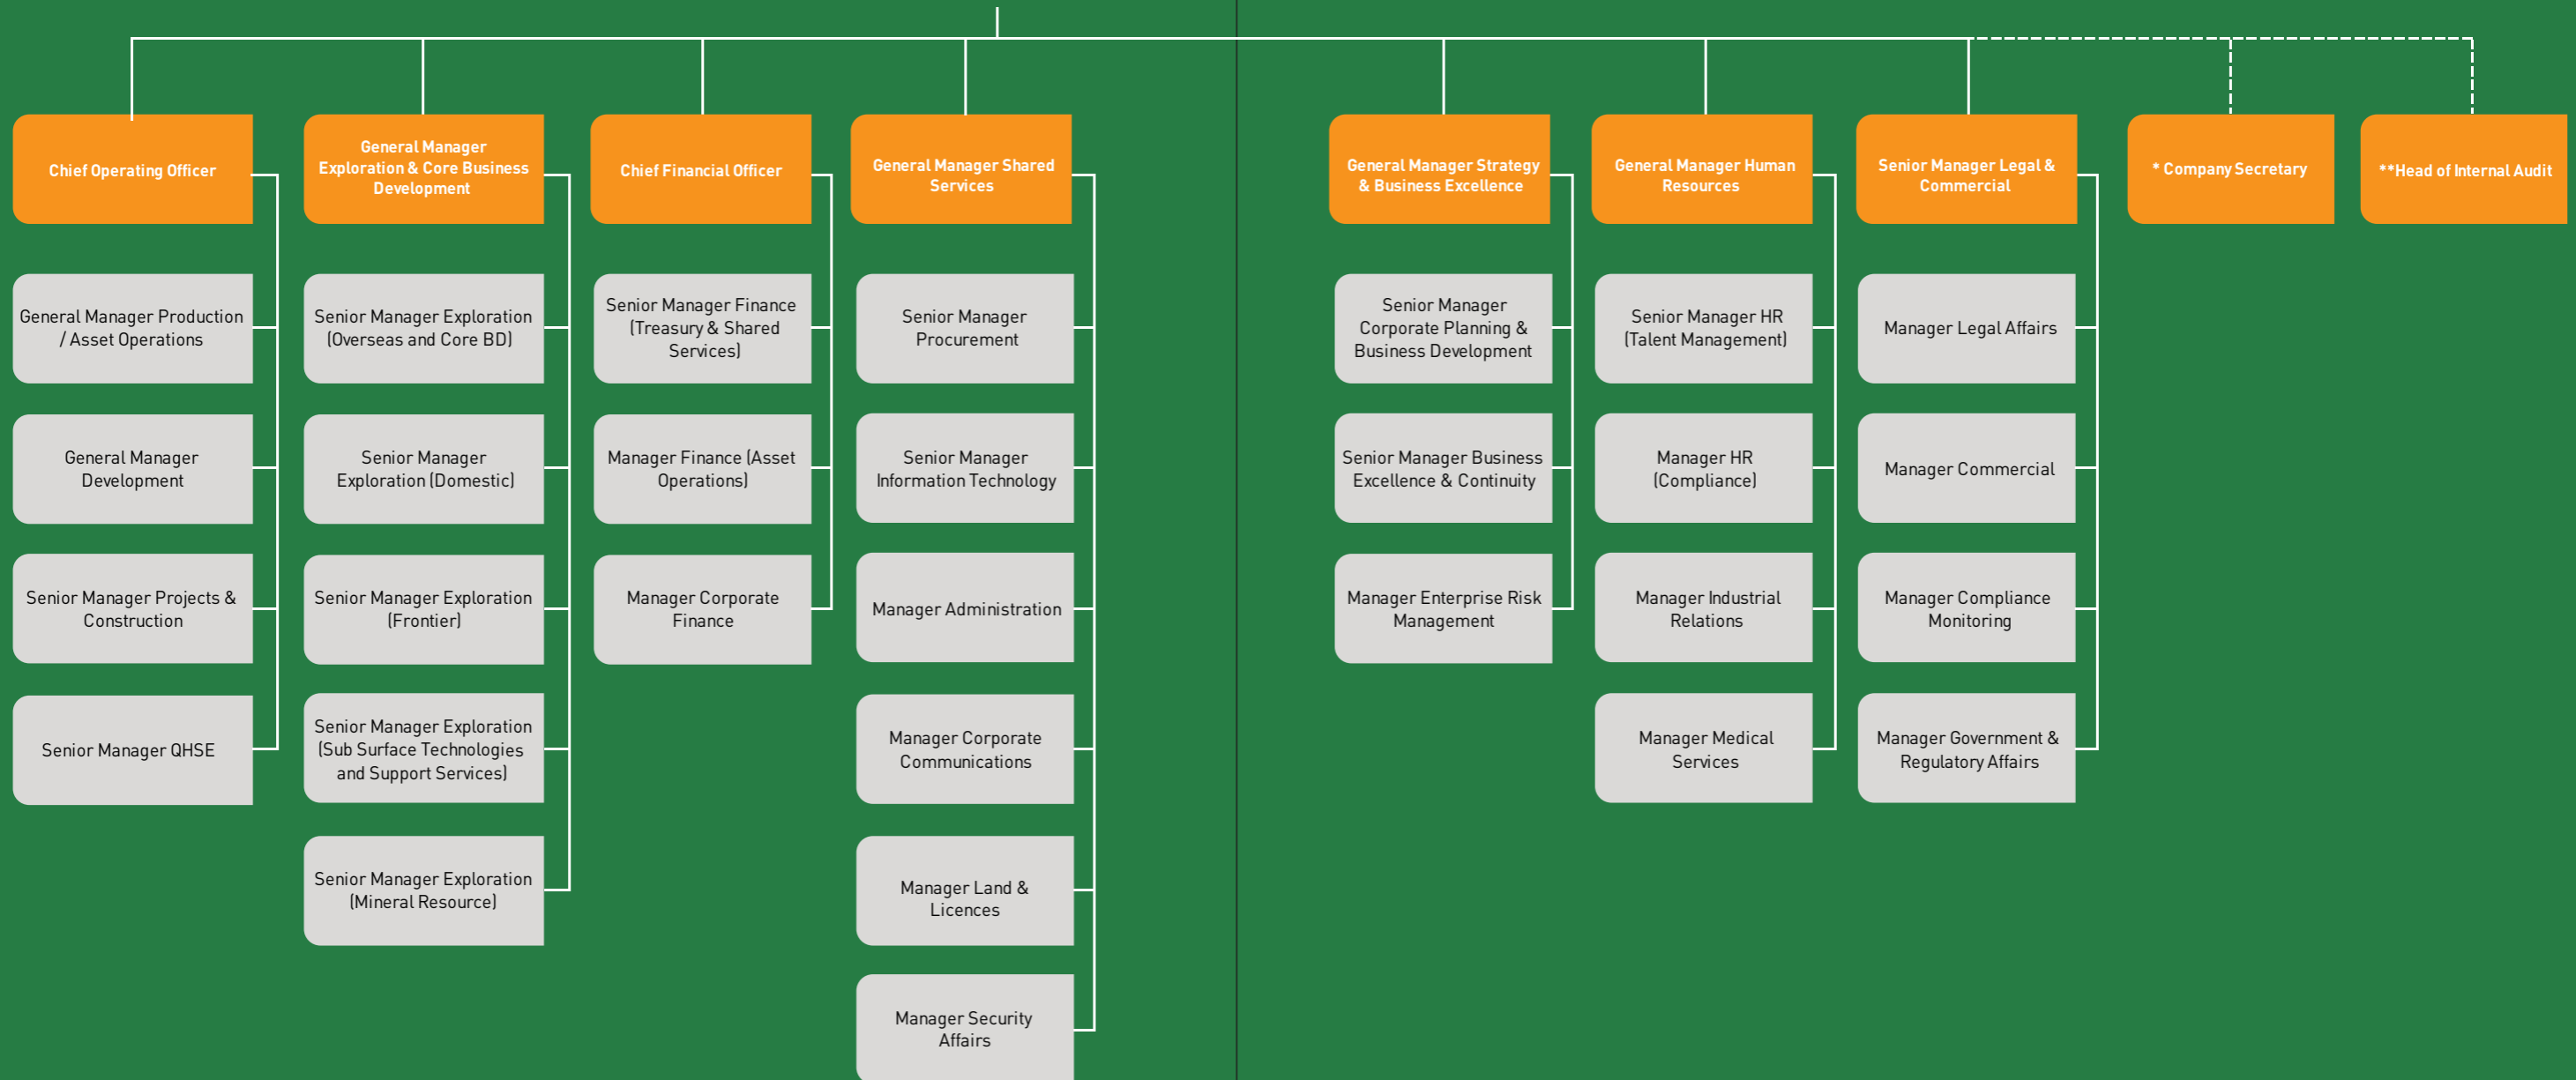 Chief Operating Officer
General Manager
Exploration & Core Business
Development
Chief Financial Officer
General Manager Shared
Services
General Manager Strategy
& Business Excellence
General Manager Human
Resources
Senior Manager Legal &
Commercial
* Company Secretary
**Head of Internal Audit
General Manager Production
/ Asset Operations
General Manager
Development
Senior Manager Projects &
Construction
Senior Manager QHSE
Senior Manager Exploration
(Overseas and Core BD)
Senior Manager
Exploration (Domestic)
Senior Manager Exploration
(Frontier)
Senior Manager Exploration
(Sub Surface Technologies
and Support Services)
Senior Manager Exploration
(Mineral Resource)
Senior Manager Finance
(Treasury & Shared
Services)
Manager Finance (Asset
Operations)
Manager Corporate
Finance
Senior Manager
Procurement
Senior Manager
Information Technology
Manager Administration
Manager Corporate
Communications
Manager Land &
Licences
Manager Security
Affairs
Senior Manager
Corporate Planning &
Business Development
Senior Manager Business
Excellence & Continuity
Manager Enterprise Risk
Management
Senior Manager HR
(Talent Management)
Manager HR
(Compliance)
Manager Industrial
Relations
Manager Medical
Services
Manager Legal Affairs
Manager Commercial
Manager Compliance
Monitoring
Manager Government &
Regulatory Affairs